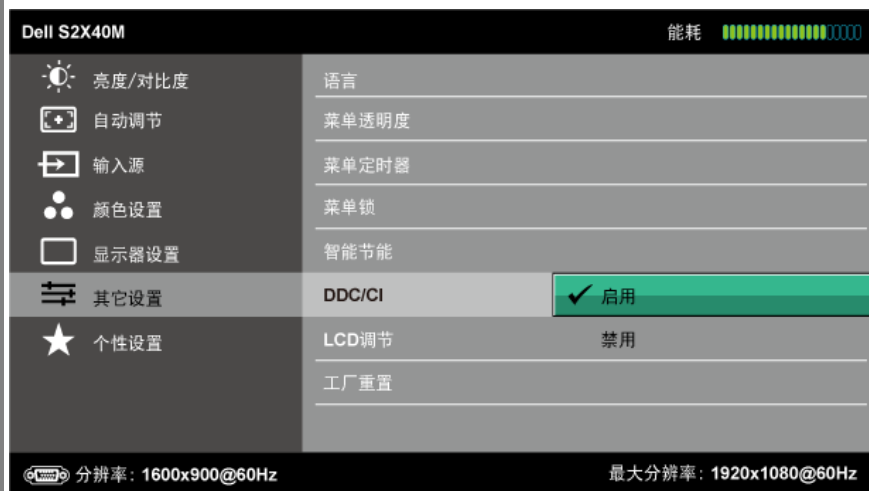 Dell S2X40M
能耗
亮度/对比度
语言
自动调节
菜单透明度
输入源
菜单定时器
颜色设置
菜单锁
显示器设置
智能节能
其它设置
DDC/CI
启用
个性设置
LCD调节
禁用
工厂重置
分辨率: 1600x900@60Hz
最大分辨率: 1920x1080@60Hz